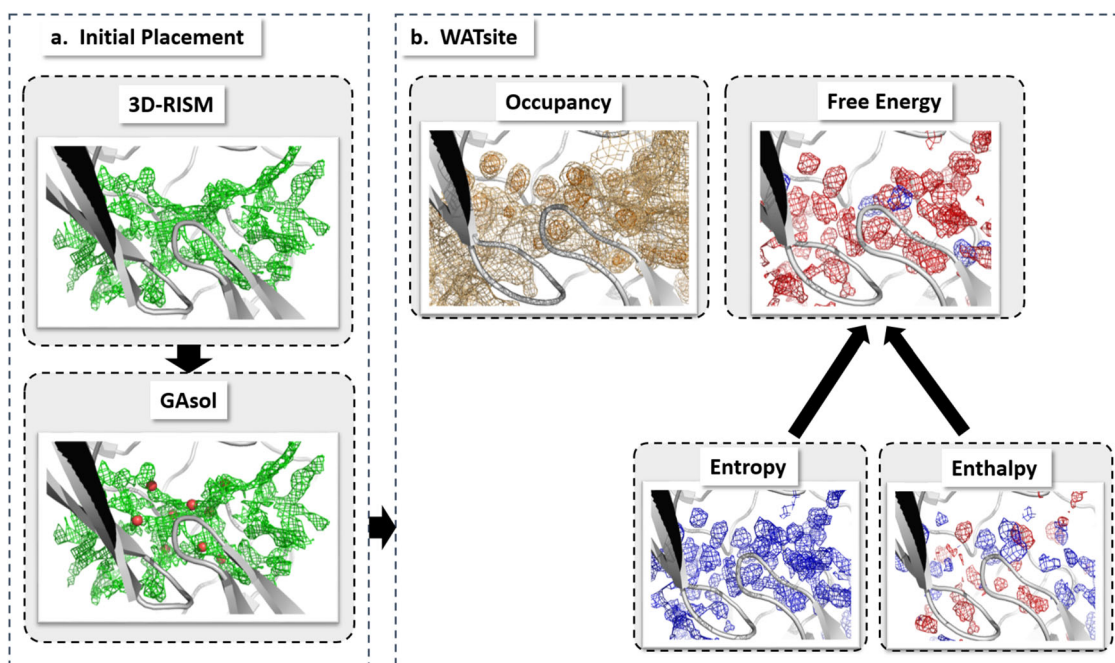 a. Initial Placement
3D-RISM
GAsol
b. WATsite
Occupancy
Free Energy
Entropy
Enthalpy